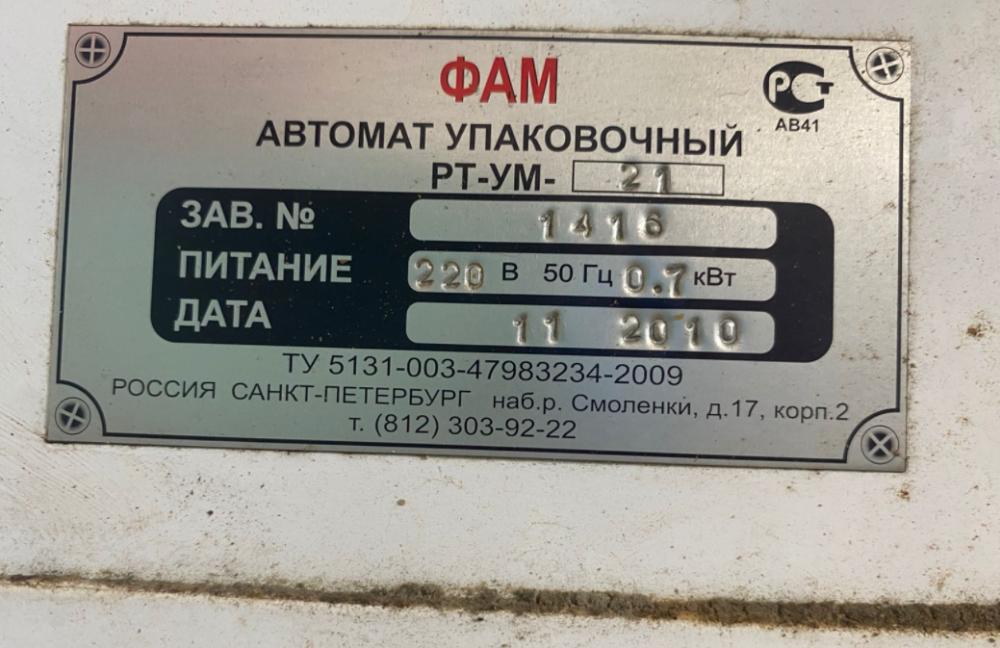 ФАМ
РСТ
АВ41
АВТОМАТ УПАКОВОЧНЫЙ
РТ-УМ- 21
ЗАВ. № 1416
ПИТАНИЕ 220 В 50 Гц 0.7 кВт
ДАТА 11 2010
ТУ 5131-003-47983234-2009
РОССИЯ САНКТ-ПЕТЕРБУРГ наб.р. Смоленки, д.17, корп.2
т. (812) 303-92-22